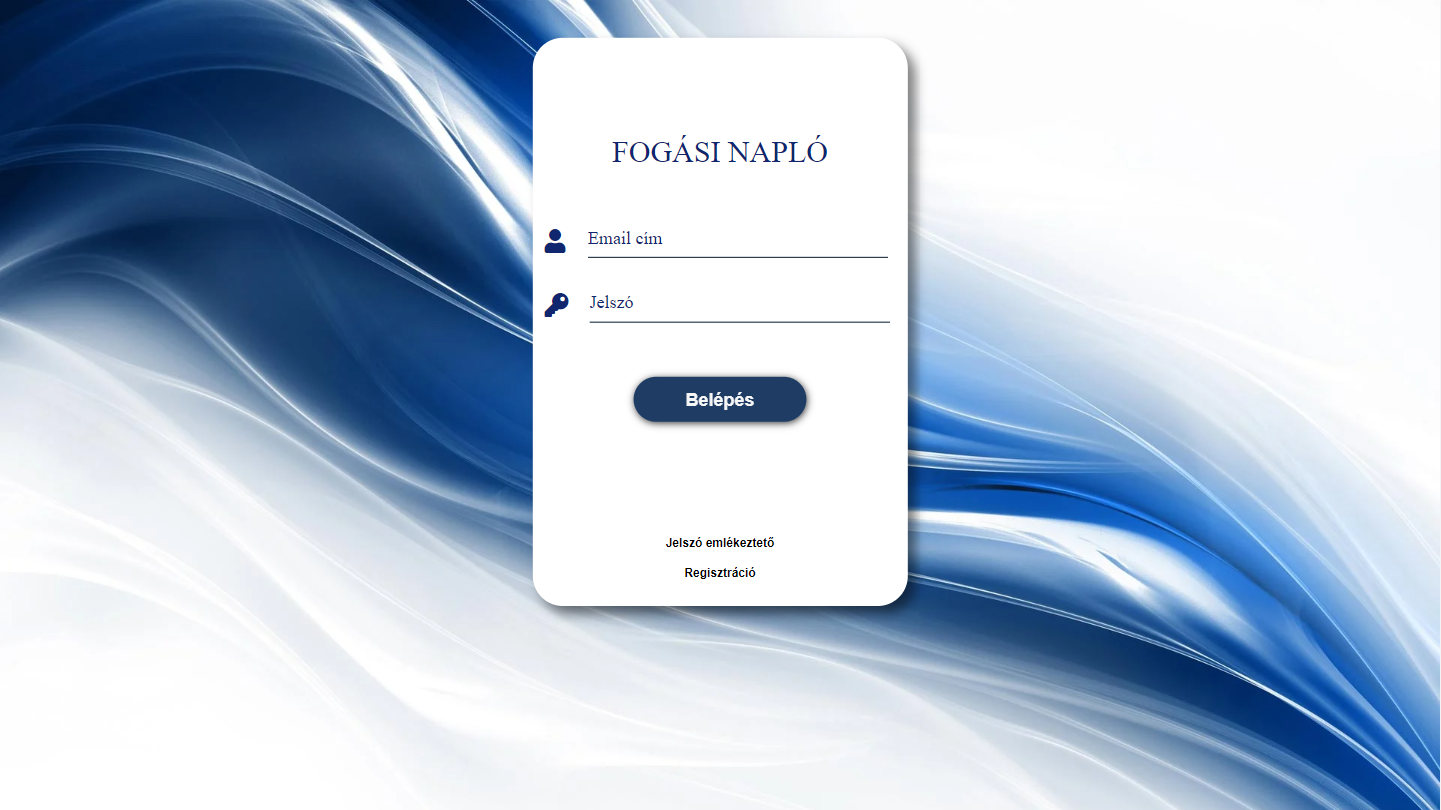 FOGÁSI NAPLÓ
Email cím
Jelszó
Belépés
Jelszó emlékeztető
Regisztráció